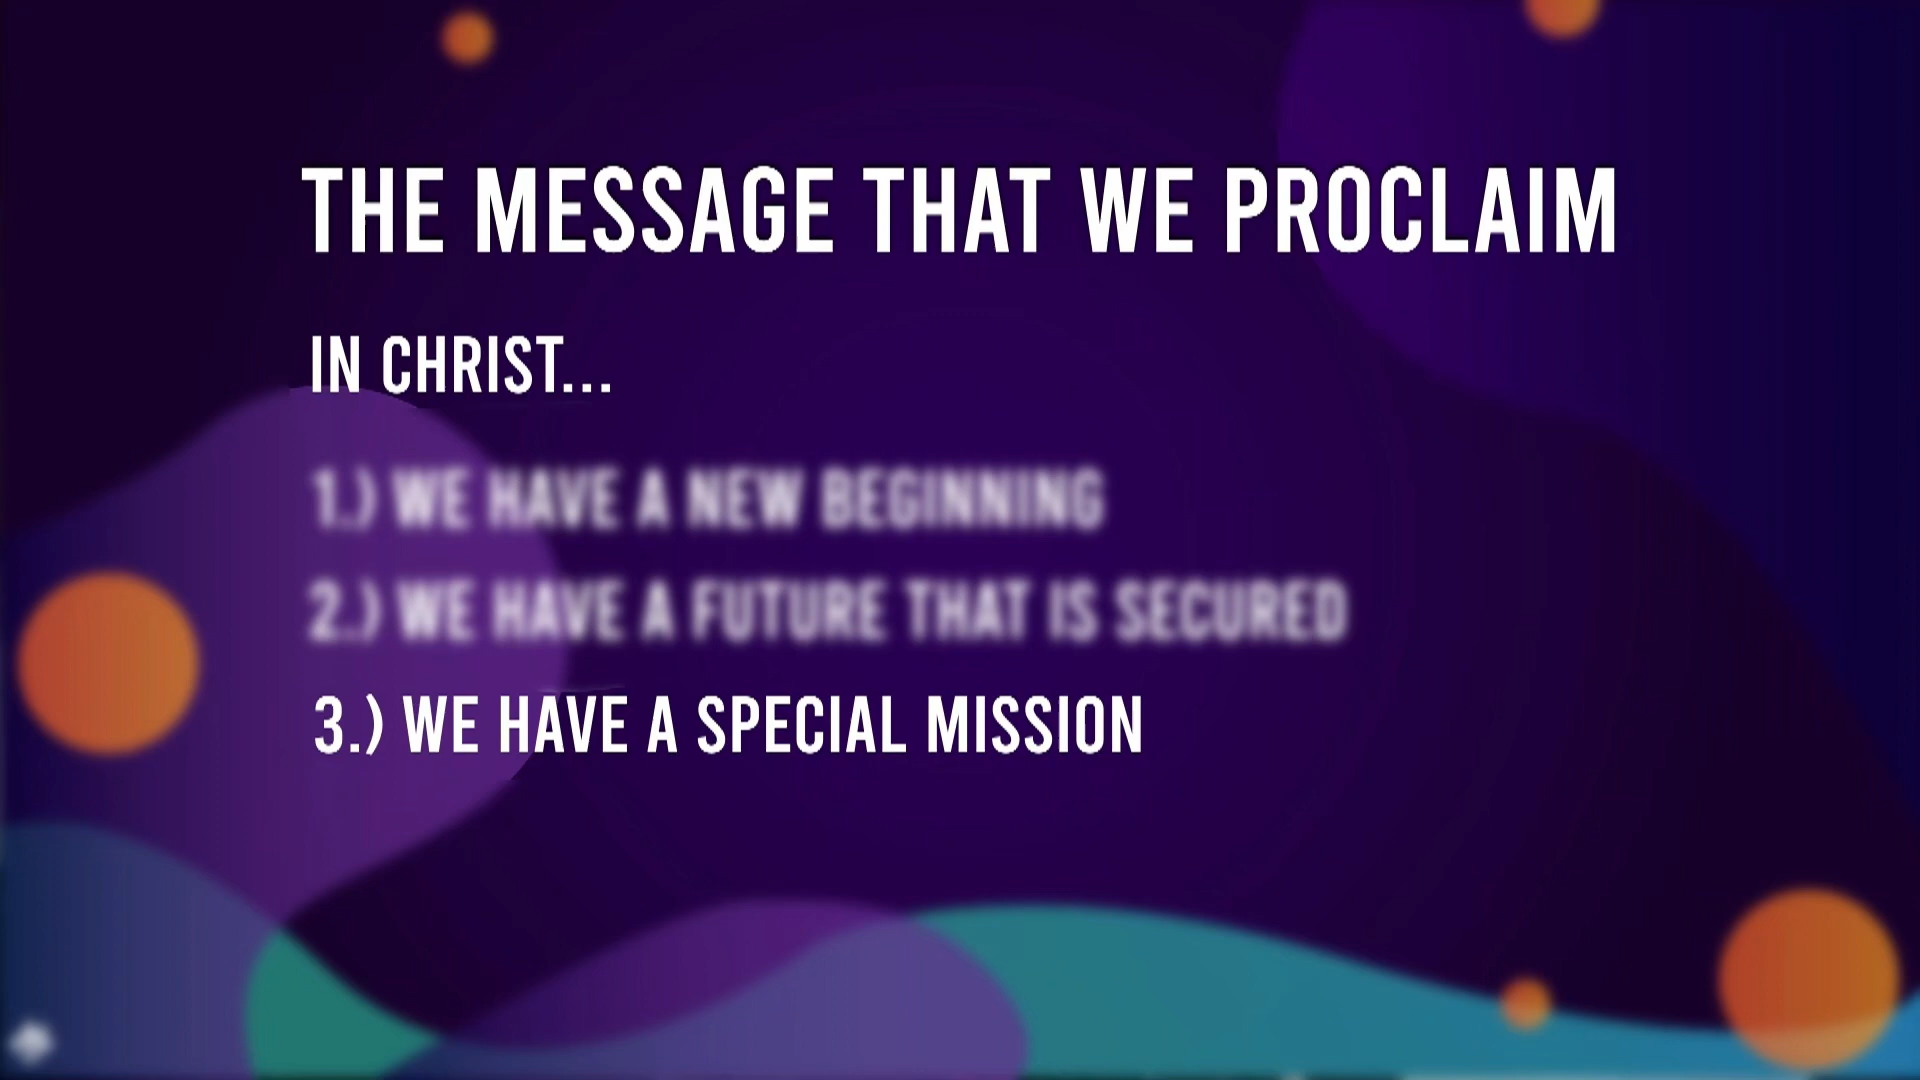 THE MESSAGE THAT WE PROCLAIM
IN CHRIST...
1.) WE HAVE A NEW BEGINNING
2.) WE HAVE A FUTURE THAT IS SECURED
3.) WE HAVE A SPECIAL MISSION